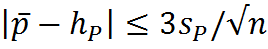 |p̄ − h_P| ≤ 3s_P/√n